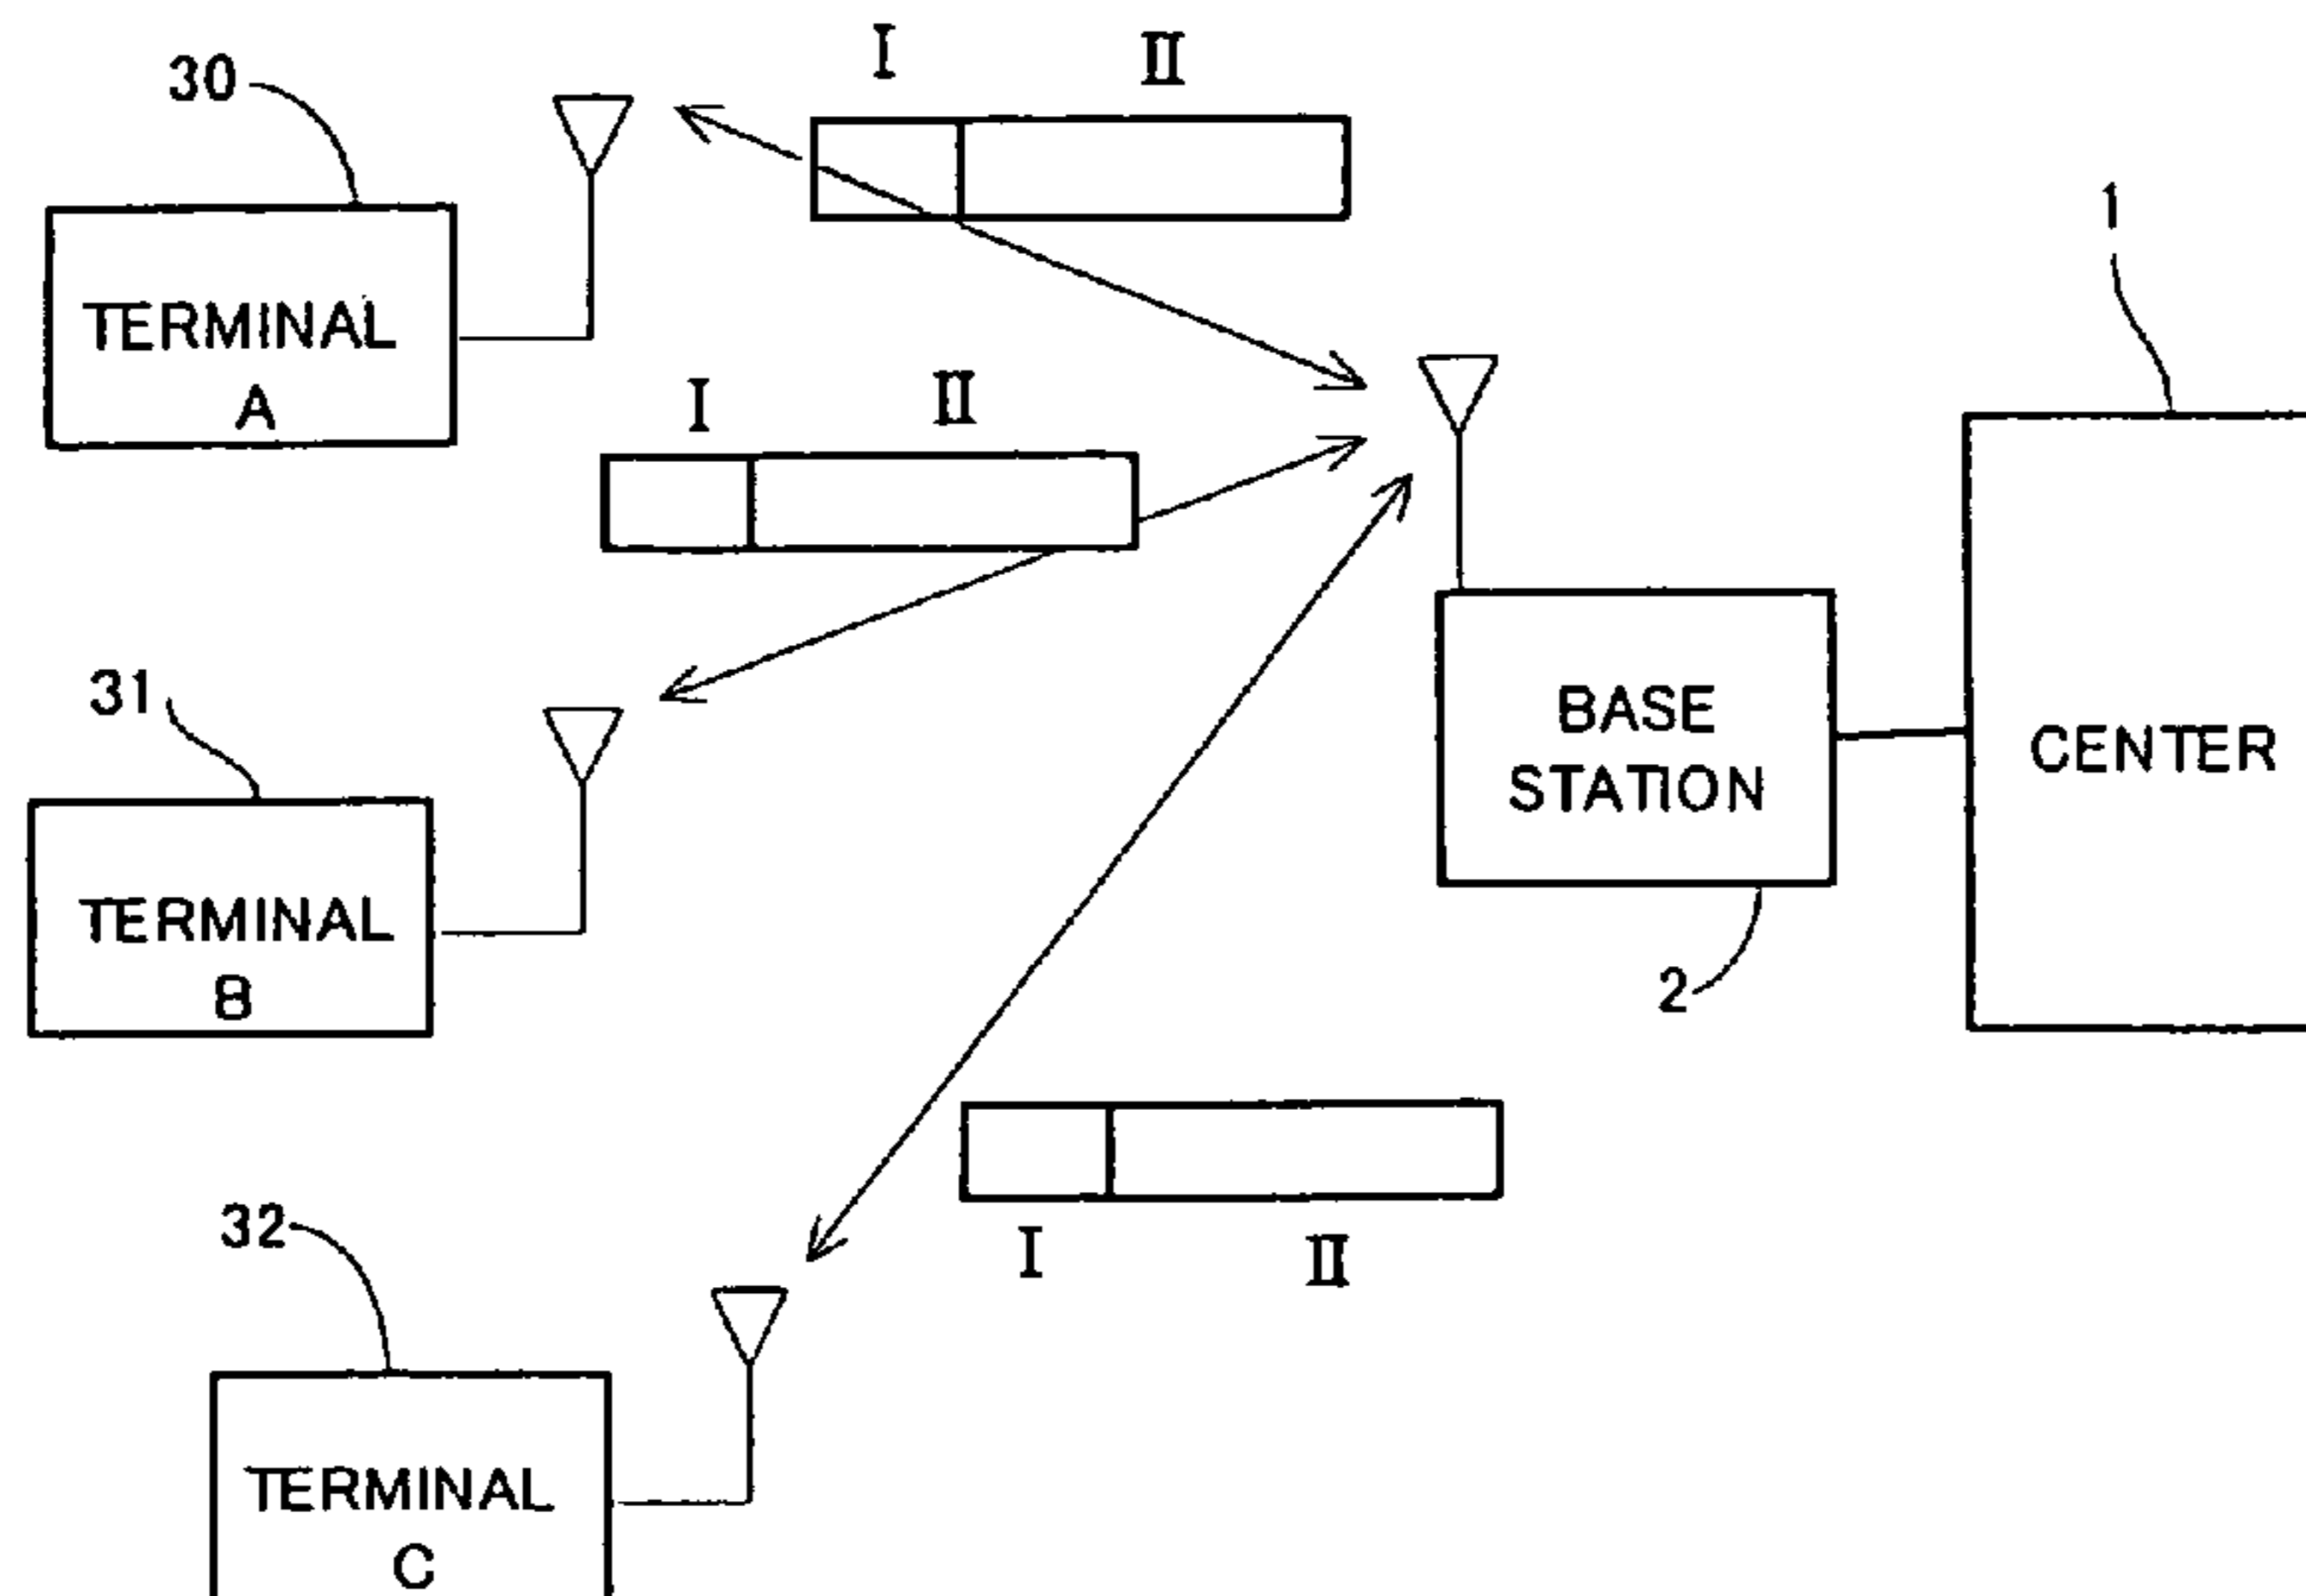 I II
30
1
TERMINAL
A
I II
31
BASE
STATION
CENTER
TERMINAL
B
2
I II
32
TERMINAL
C